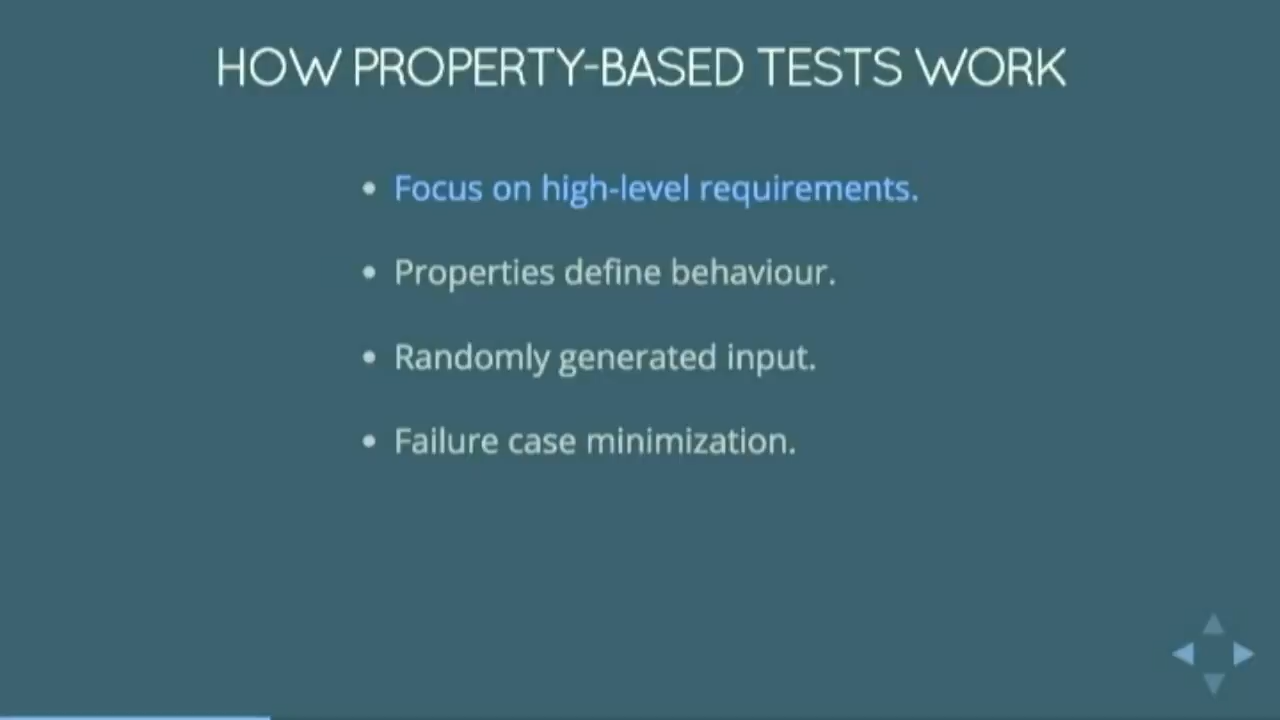 HOW PROPERTY-BASED TESTS WORK
Focus on high-level requirements.
Properties define behaviour.
Randomly generated input.
Failure case minimization.